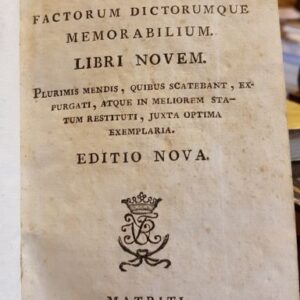 FACTORUM DICTORUMQUE
MEMORABILIUM.
LIBRI NOVEM.
PLURIMIS MENDIS, QUIBUS SCATEBANT, EX-
PURGATI, ATQUE IN MELIOREM STA-
TUM RESTITUTI, JUXTA OPTIMA
EXEMPLARIA.
EDITIO NOVA.
MATRITI